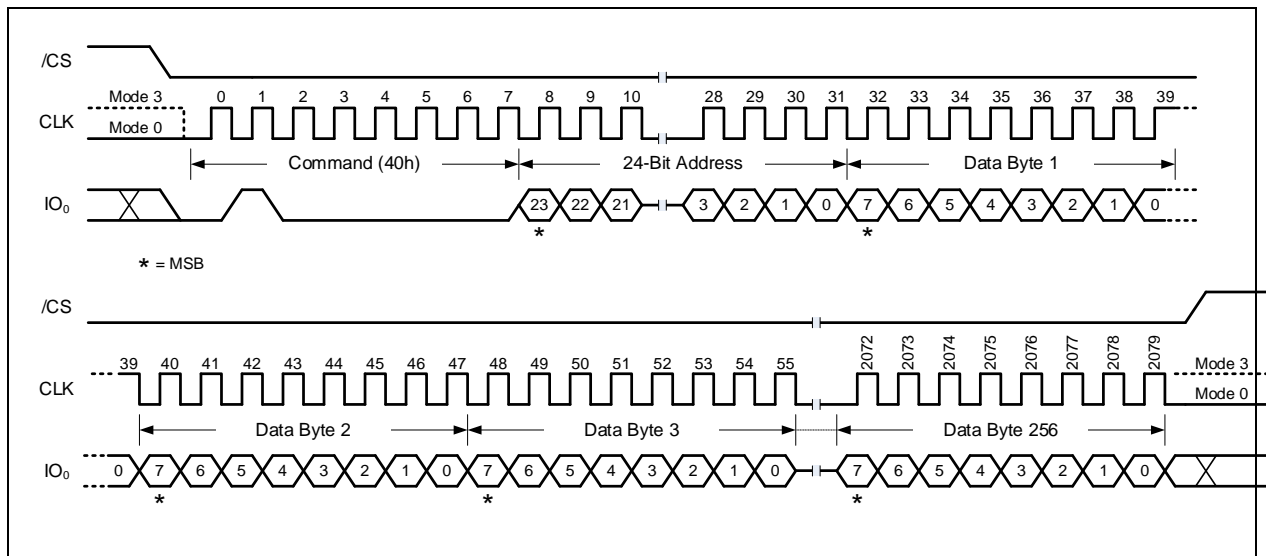 /CS
Mode 3 0 1 2 3 4 5 6 7 8 9 10 28 29 30 31 32 33 34 35 36 37 38 39
CLK
Mode 0
Command (40h) 24-Bit Address Data Byte 1
IO₀ 23 22 21 3 2 1 0 7 6 5 4 3 2 1 0
* *
* = MSB
/CS
39 40 41 42 43 44 45 46 47 48 49 50 51 52 53 54 55 2072 2073 2074 2075 2076 2077 2078 2079 Mode 3
CLK
Mode 0
Data Byte 2 Data Byte 3 Data Byte 256
IO₀ 0 7 6 5 4 3 2 1 0 7 6 5 4 3 2 1 0 7 6 5 4 3 2 1 0
* * *